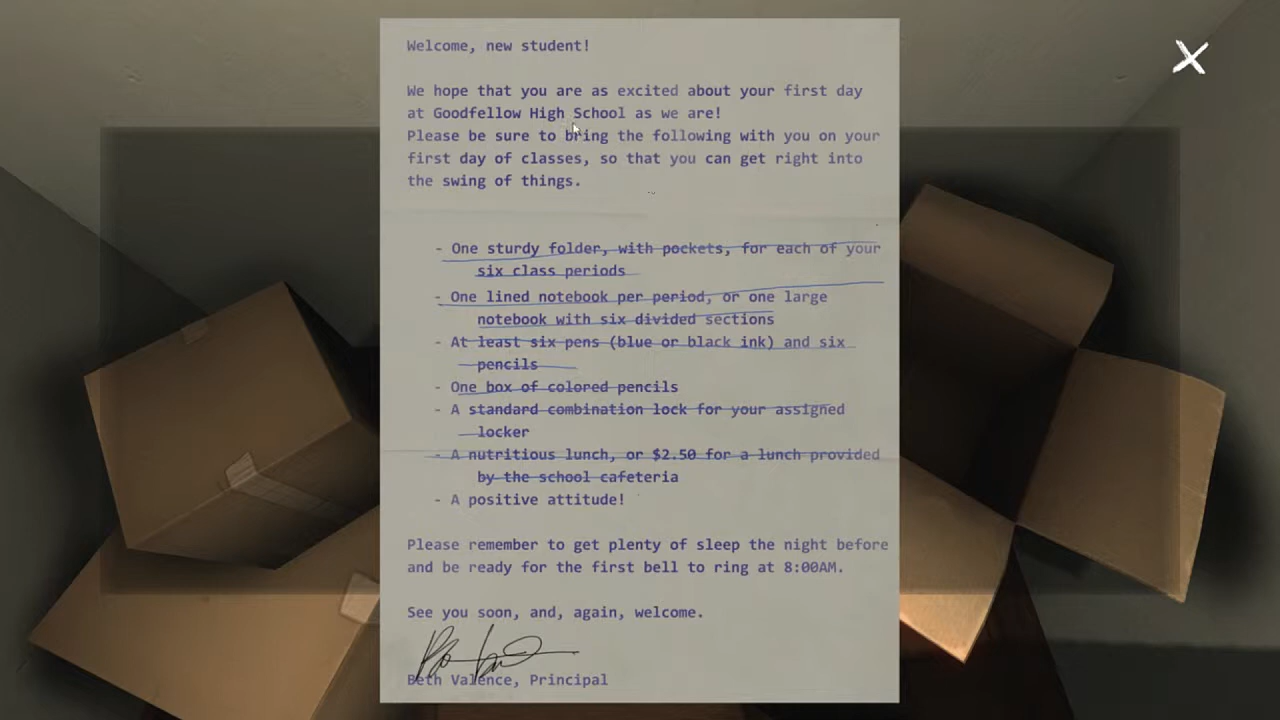 Welcome, new student!
We hope that you are as excited about your first day
at Goodfellow High School as we are!
Please be sure to bring the following with you on your
first day of classes, so that you can get right into
the swing of things.
- One sturdy folder, with pockets, for each of your
six class periods
- One lined notebook per period, or one large
notebook with six divided sections
- At least six pens (blue or black ink) and six
pencils
- One box of colored pencils
- A standard combination lock for your assigned
locker
- A nutritious lunch, or $2.50 for a lunch provided
by the school cafeteria
- A positive attitude!
Please remember to get plenty of sleep the night before
and be ready for the first bell to ring at 8:00AM.
See you soon, and, again, welcome.
Beth Valence, Principal